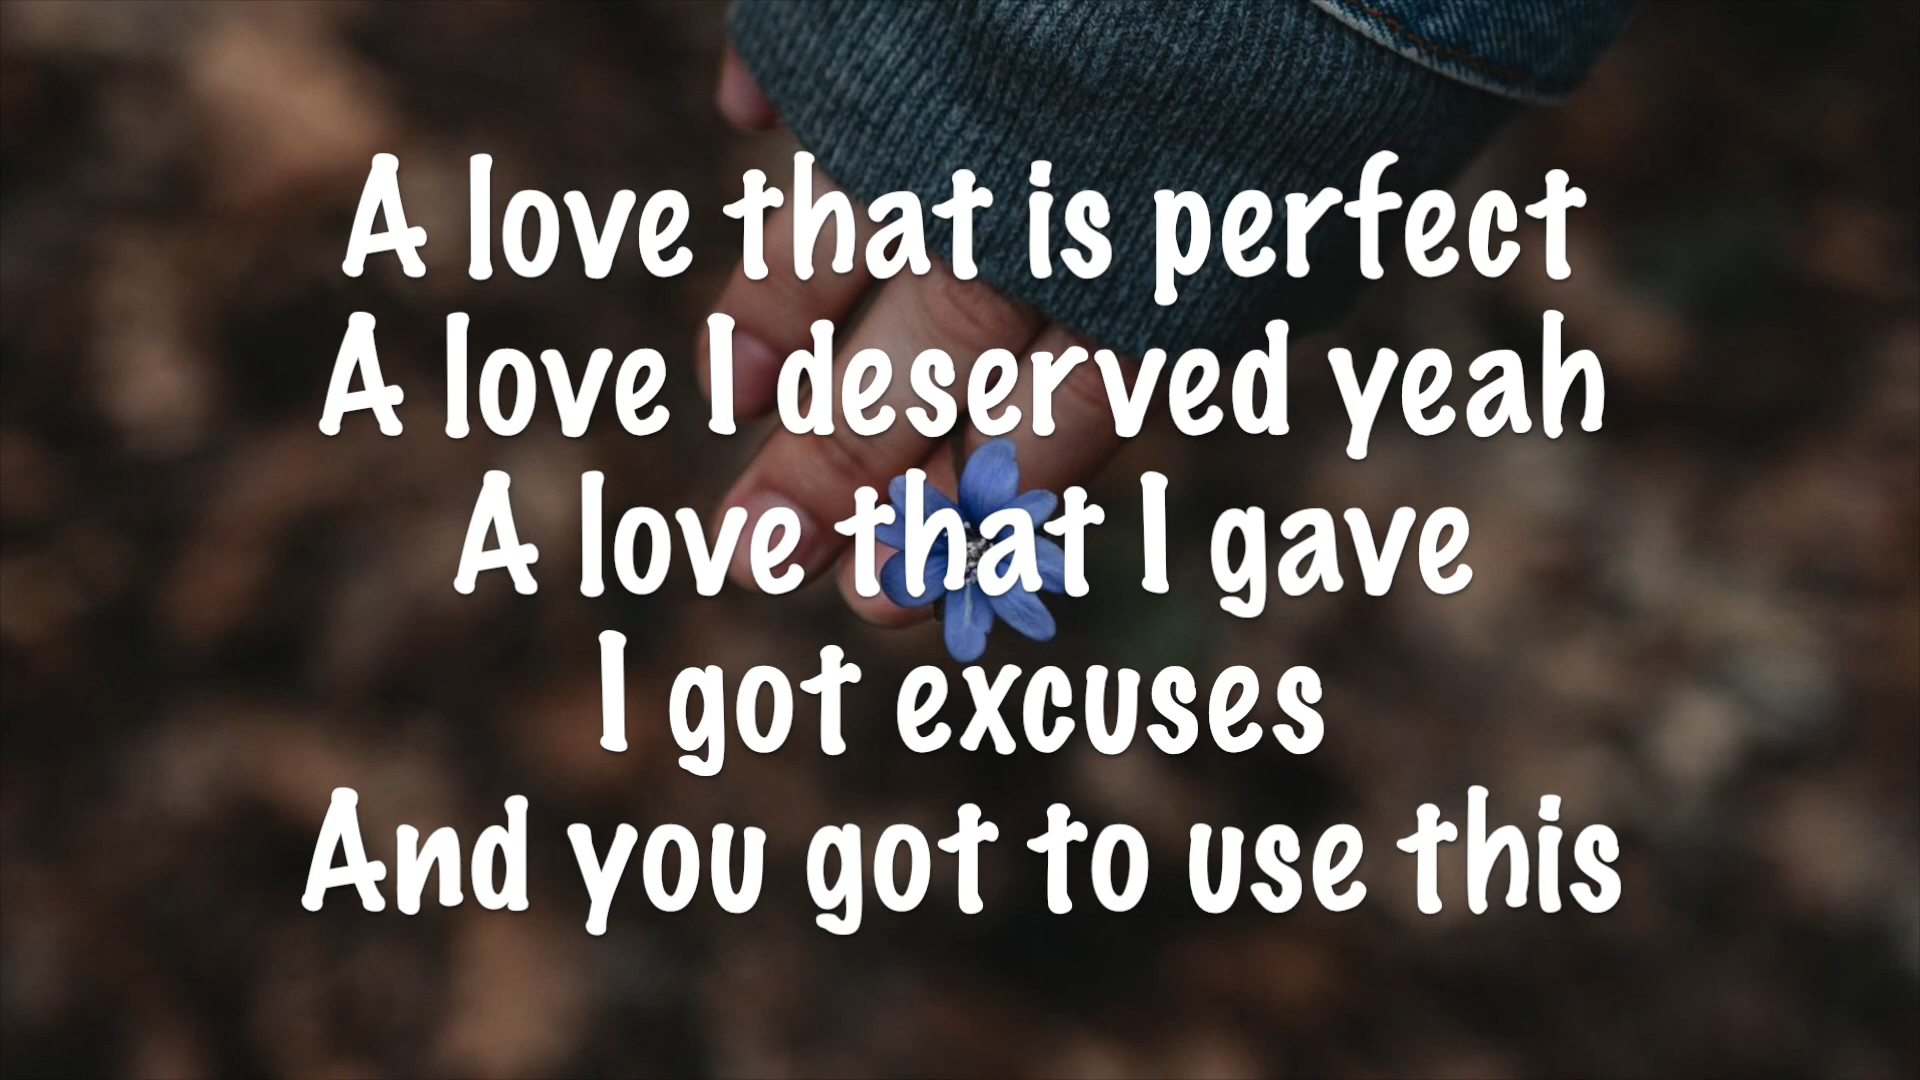 A love that is perfect
A love I deserved yeah
A love that I gave
I got excuses
And you got to use this